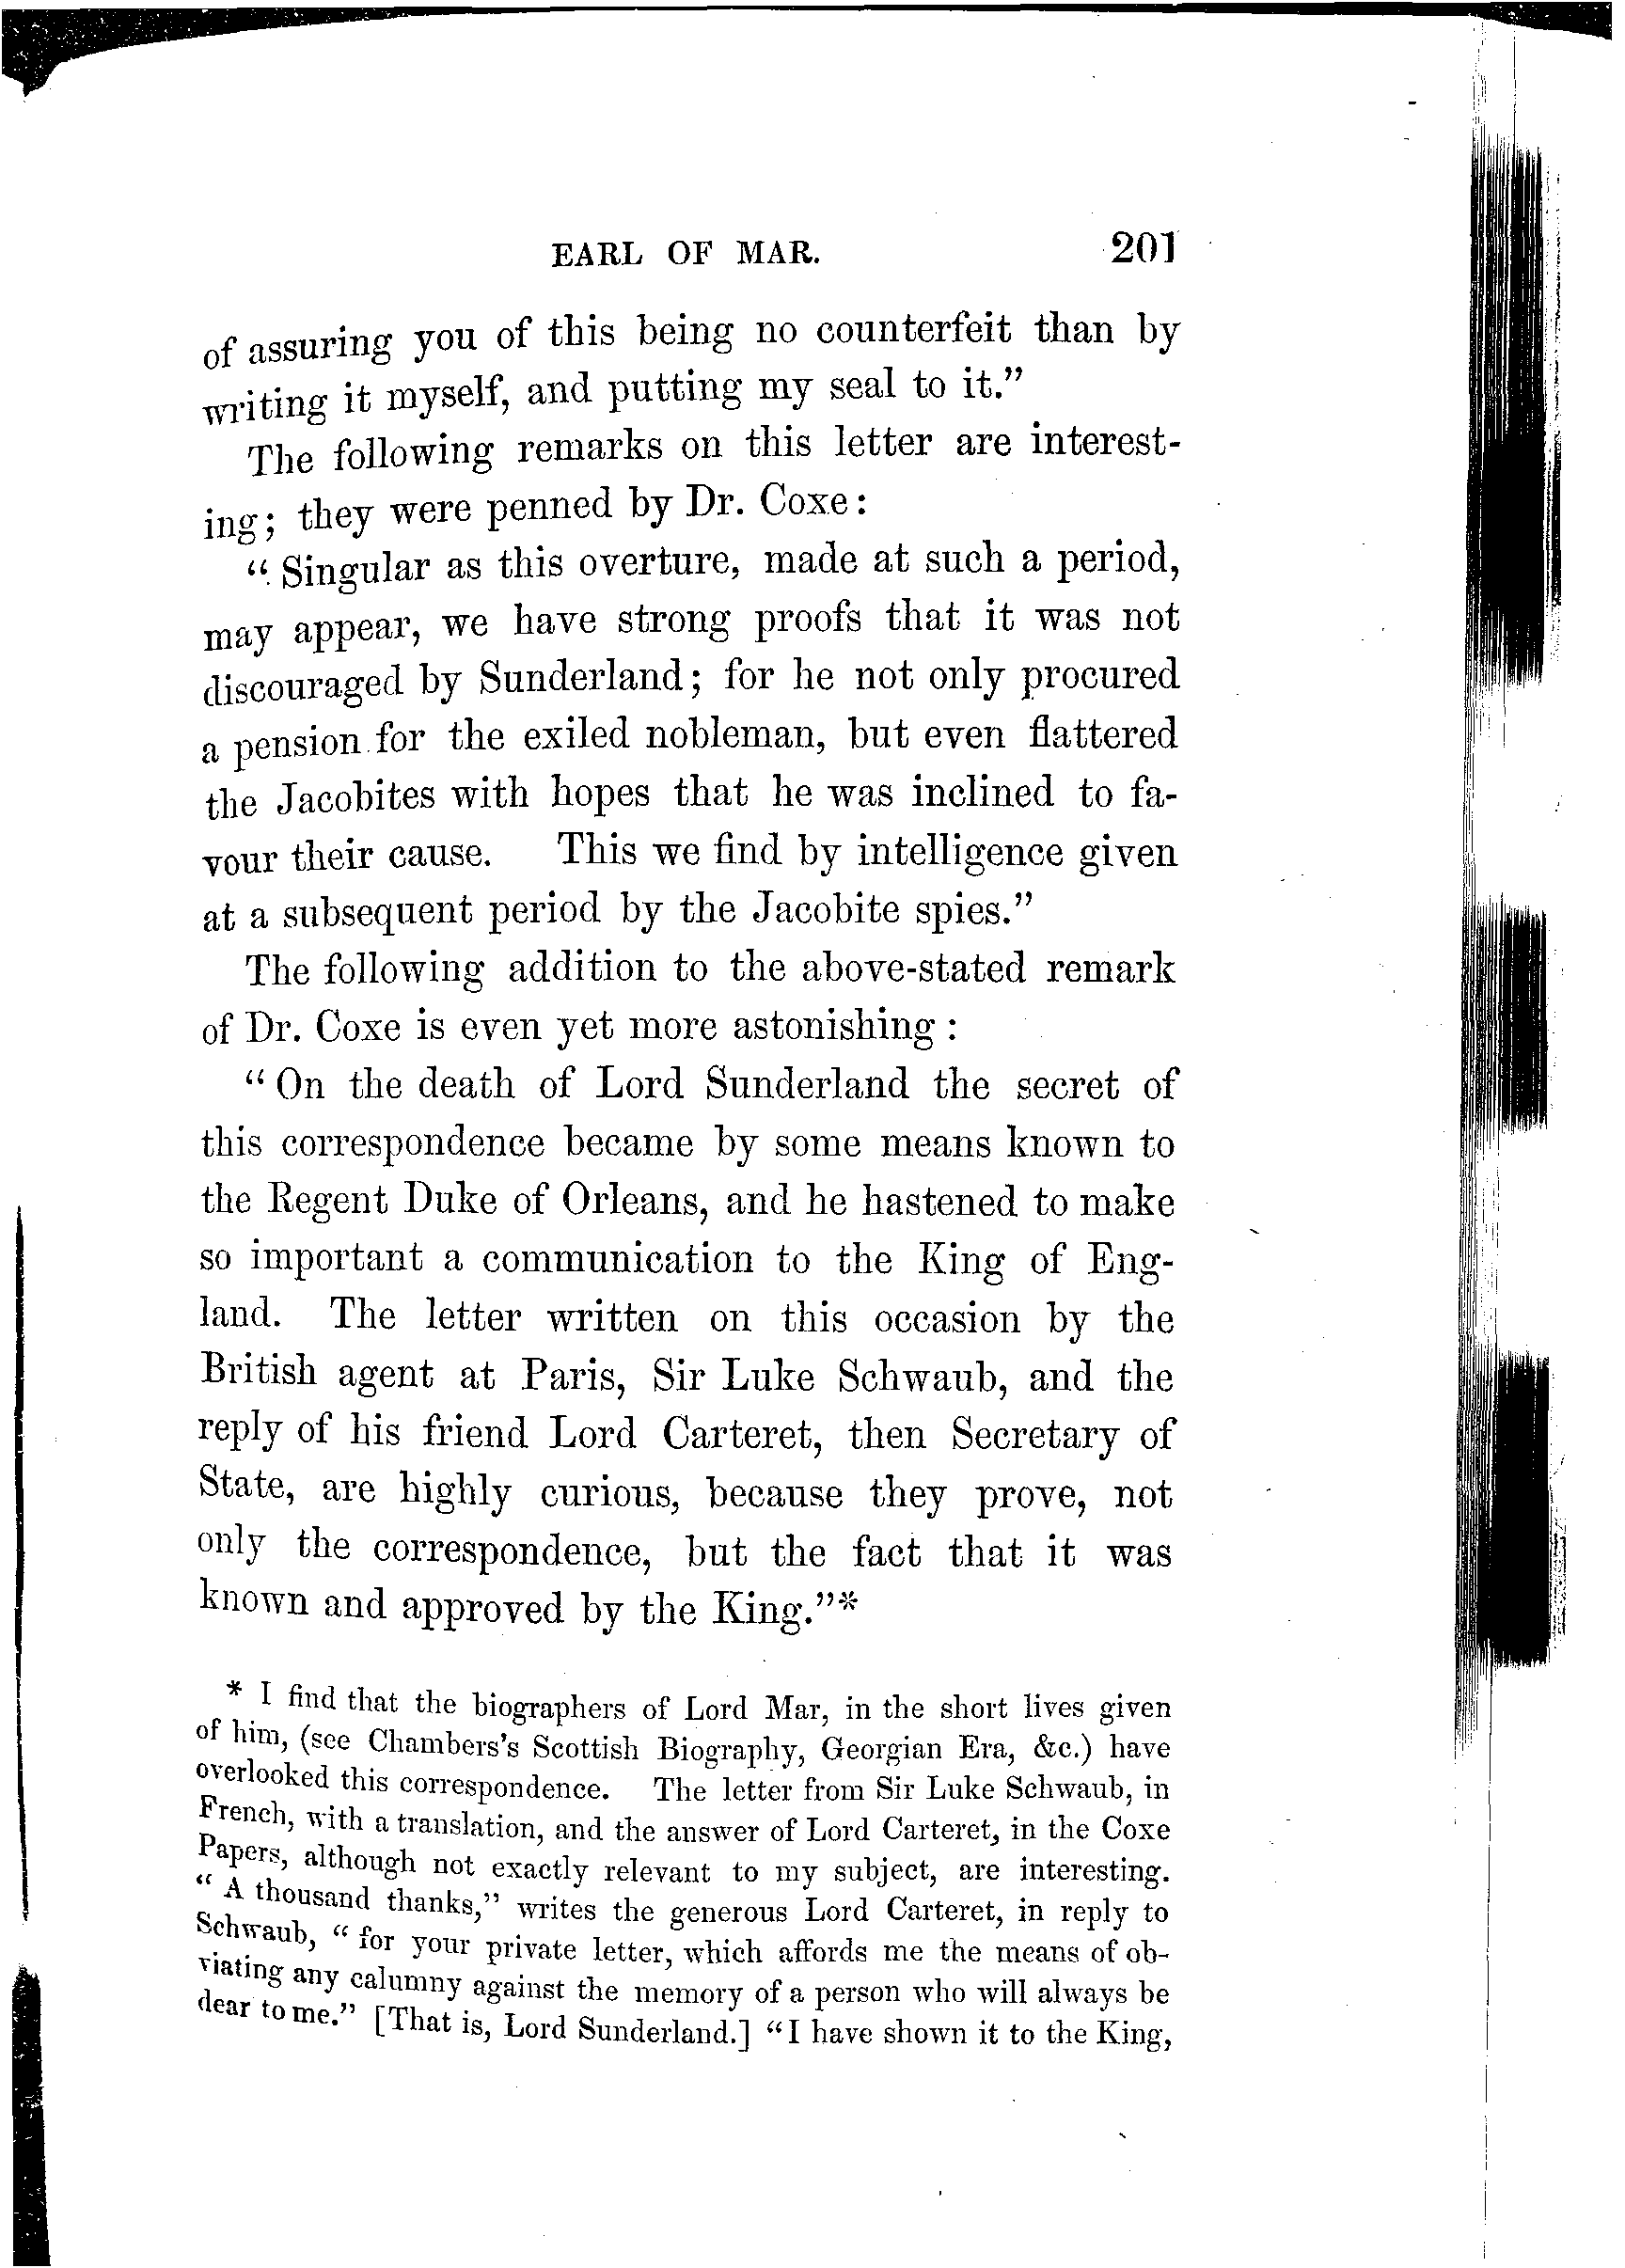 EARL OF MAR. 201
of assuring you of this being no counterfeit than by
writing it myself, and putting my seal to it.”
The following remarks on this letter are interest-
ing; they were penned by Dr. Coxe:
“Singular as this overture, made at such a period,
may appear, we have strong proofs that it was not
discouraged by Sunderland; for he not only procured
a pension for the exiled nobleman, but even flattered
the Jacobites with hopes that he was inclined to fa-
vour their cause. This we find by intelligence given
at a subsequent period by the Jacobite spies.”
The following addition to the above-stated remark
of Dr. Coxe is even yet more astonishing :
“On the death of Lord Sunderland the secret of
this correspondence became by some means known to
the Regent Duke of Orleans, and he hastened to make
so important a communication to the King of Eng-
land. The letter written on this occasion by the
British agent at Paris, Sir Luke Schwaub, and the
reply of his friend Lord Carteret, then Secretary of
State, are highly curious, because they prove, not
only the correspondence, but the fact that it was
known and approved by the King.”*
* I find that the biographers of Lord Mar, in the short lives given
of him, (see Chambers’s Scottish Biography, Georgian Era, &c.) have
overlooked this correspondence. The letter from Sir Luke Schwaub, in
French, with a translation, and the answer of Lord Carteret, in the Coxe
Papers, although not exactly relevant to my subject, are interesting.
“A thousand thanks,” writes the generous Lord Carteret, in reply to
Schwaub, “for your private letter, which affords me the means of ob-
viating any calumny against the memory of a person who will always be
dear to me.” [That is, Lord Sunderland.] “I have shown it to the King,